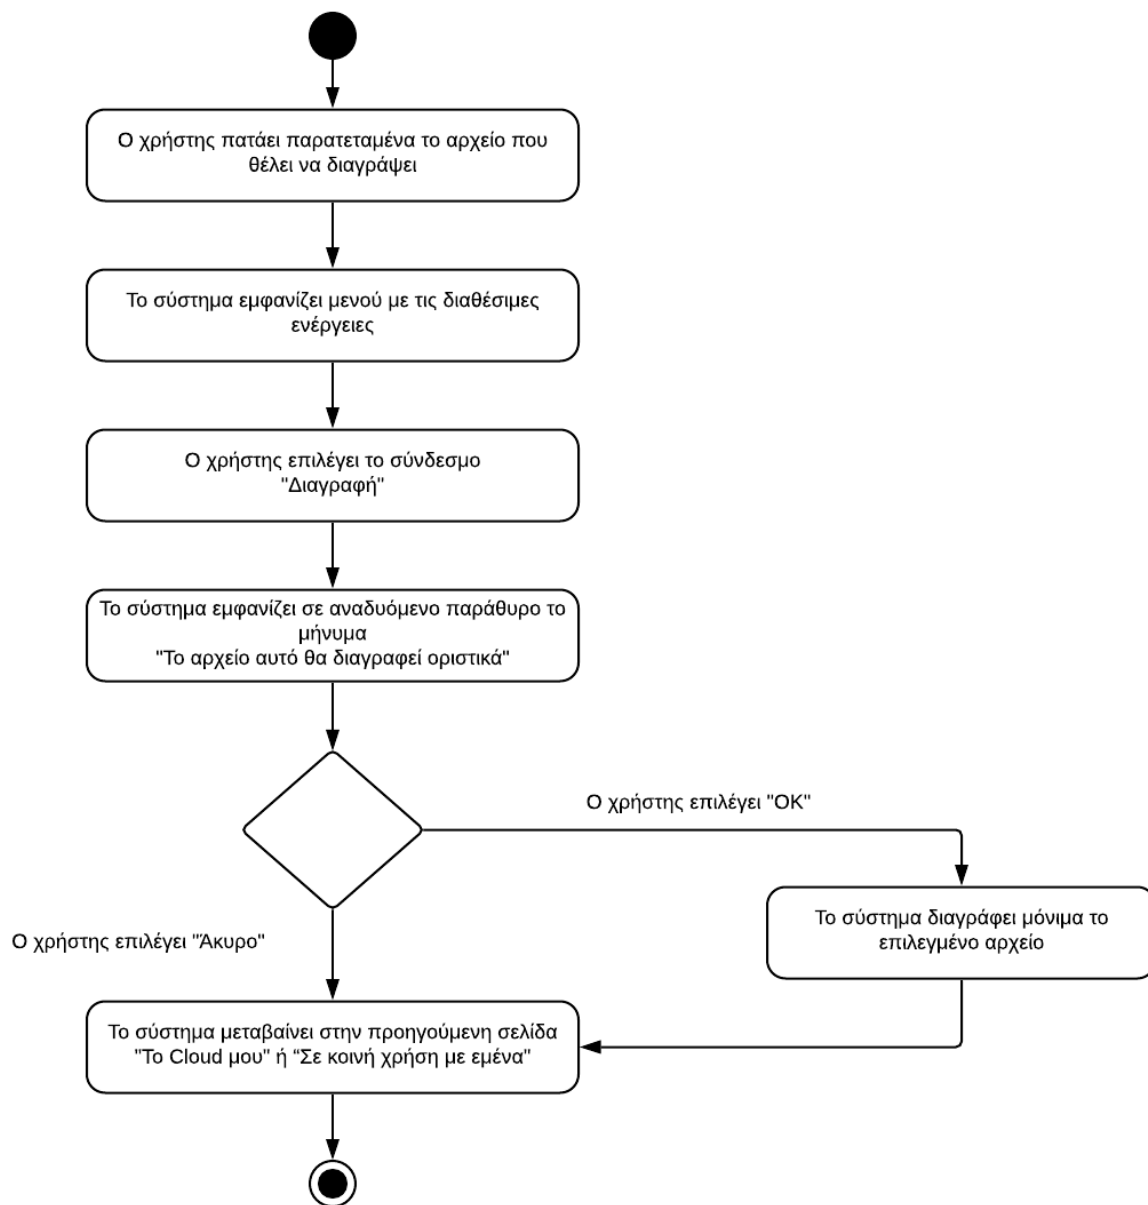 Ο χρήστης πατάει παρατεταμένα το αρχείο που
θέλει να διαγράψει
Το σύστημα εμφανίζει μενού με τις διαθέσιμες
ενέργειες
Ο χρήστης επιλέγει το σύνδεσμο
"Διαγραφή"
Το σύστημα εμφανίζει σε αναδυόμενο παράθυρο το
μήνυμα
"Το αρχείο αυτό θα διαγραφεί οριστικά"
Ο χρήστης επιλέγει "ΟΚ"
Το σύστημα διαγράφει μόνιμα το
επιλεγμένο αρχείο
Ο χρήστης επιλέγει "Άκυρο"
Το σύστημα μεταβαίνει στην προηγούμενη σελίδα
"Το Cloud μου" ή “Σε κοινή χρήση με εμένα"